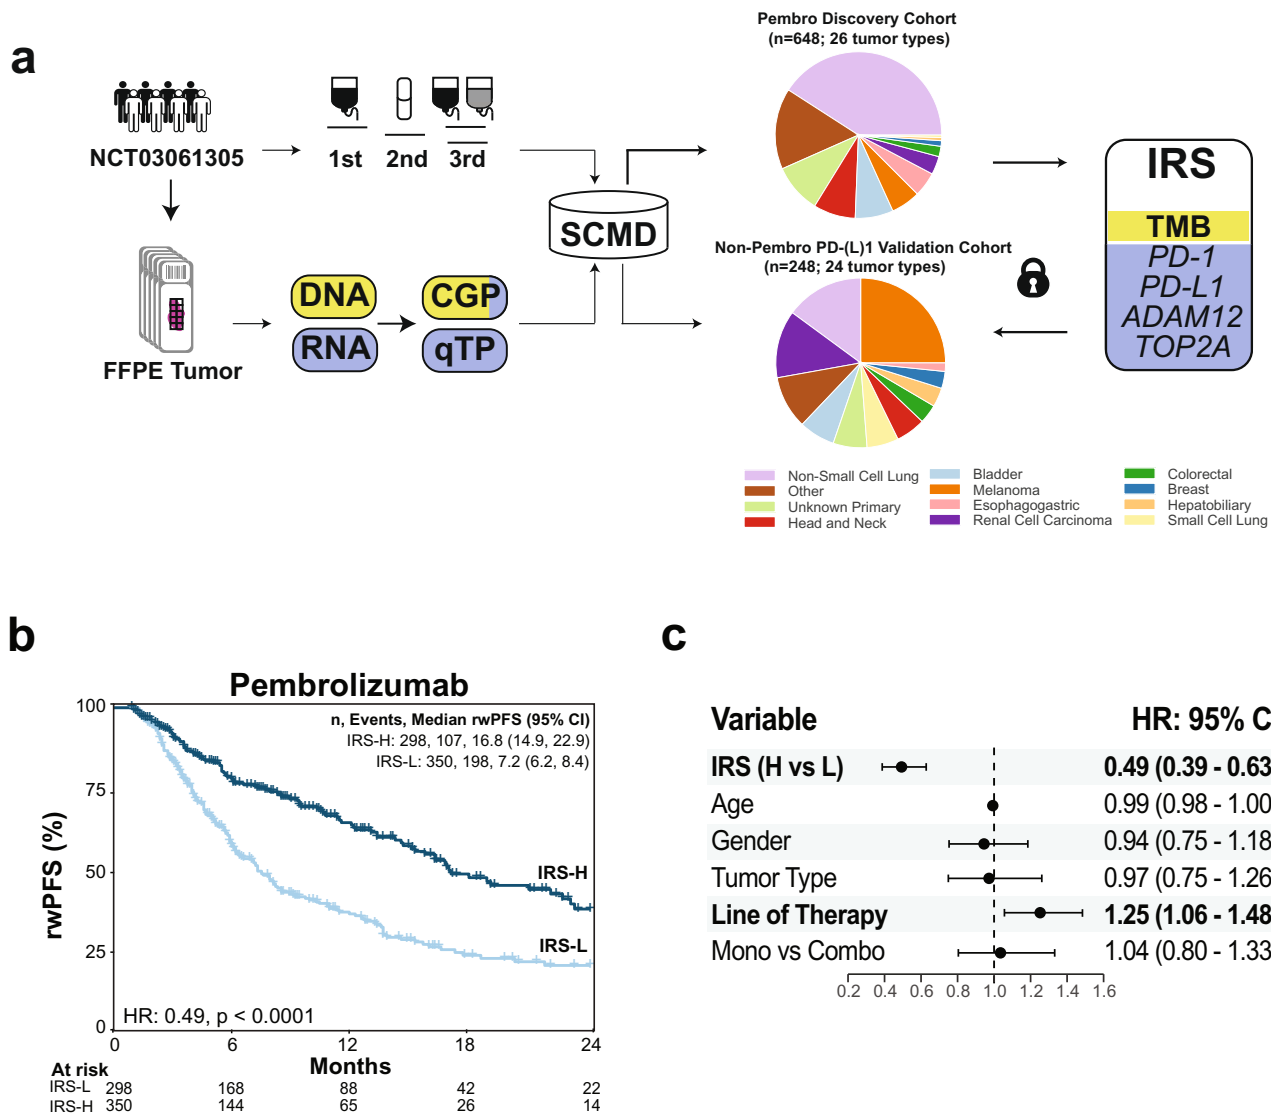 a
Pembro Discovery Cohort
(n=648; 26 tumor types)
NCT03061305
1st
2nd
3rd
SCMD
IRS
TMB
PD-1
PD-L1
ADAM12
TOP2A
Non-Pembro PD-(L)1 Validation Cohort
(n=248; 24 tumor types)
DNA
RNA
CGP
qTP
FFPE Tumor
Non-Small Cell Lung
Other
Unknown Primary
Head and Neck
Bladder
Melanoma
Esophagogastric
Renal Cell Carcinoma
Colorectal
Breast
Hepatobiliary
Small Cell Lung
b
Pembrolizumab
n, Events, Median rwPFS (95% CI)
IRS-H: 298, 107, 16.8 (14.9, 22.9)
IRS-L: 350, 198, 7.2 (6.2, 8.4)
rwPFS (%)
100
75
50
25
0
IRS-H
IRS-L
HR: 0.49, p < 0.0001
0 6 12 18 24
Months
At risk
IRS-L 298 168 88 42 22
IRS-H 350 144 65 26 14
c
Variable HR: 95% C
IRS (H vs L) 0.49 (0.39 - 0.63
Age 0.99 (0.98 - 1.00
Gender 0.94 (0.75 - 1.18
Tumor Type 0.97 (0.75 - 1.26
Line of Therapy 1.25 (1.06 - 1.48
Mono vs Combo 1.04 (0.80 - 1.33
0.2 0.4 0.6 0.8 1.0 1.2 1.4 1.6